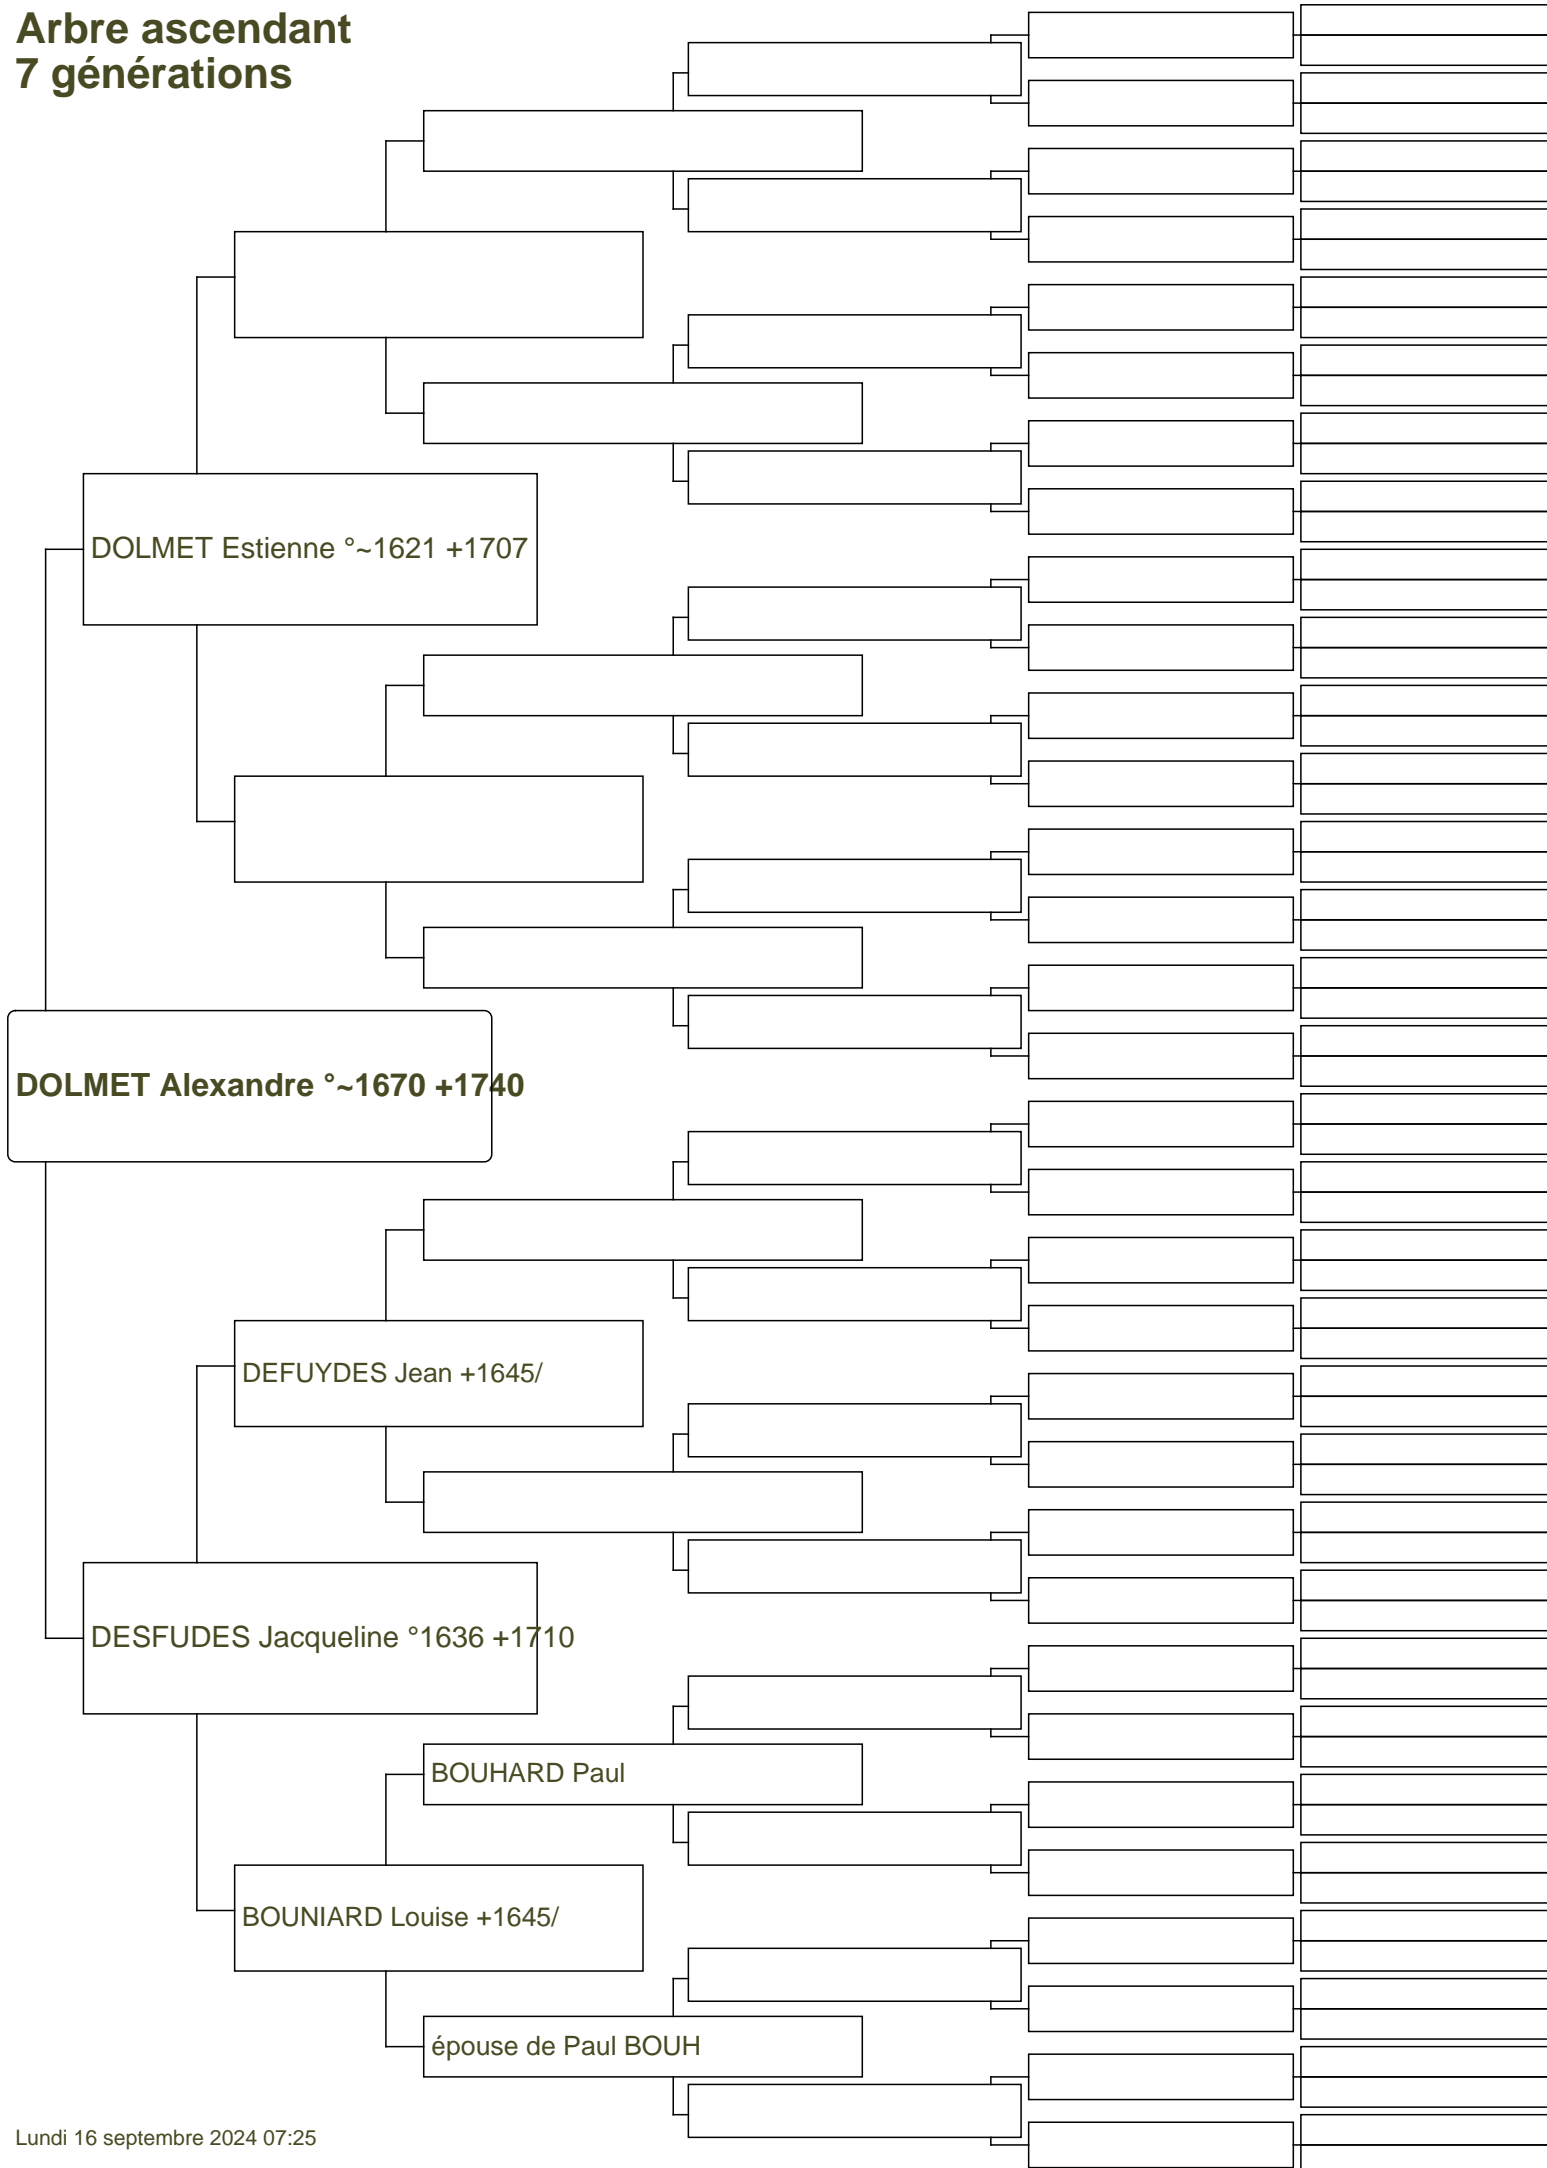 Arbre ascendant
7 générations
DOLMET Estienne °~1621 +1707
DOLMET Alexandre °~1670 +1740
DEFUYDES Jean +1645/
DESFUDES Jacqueline °1636 +1710
BOUHARD Paul
BOUNIARD Louise +1645/
épouse de Paul BOUH
Lundi 16 septembre 2024 07:25